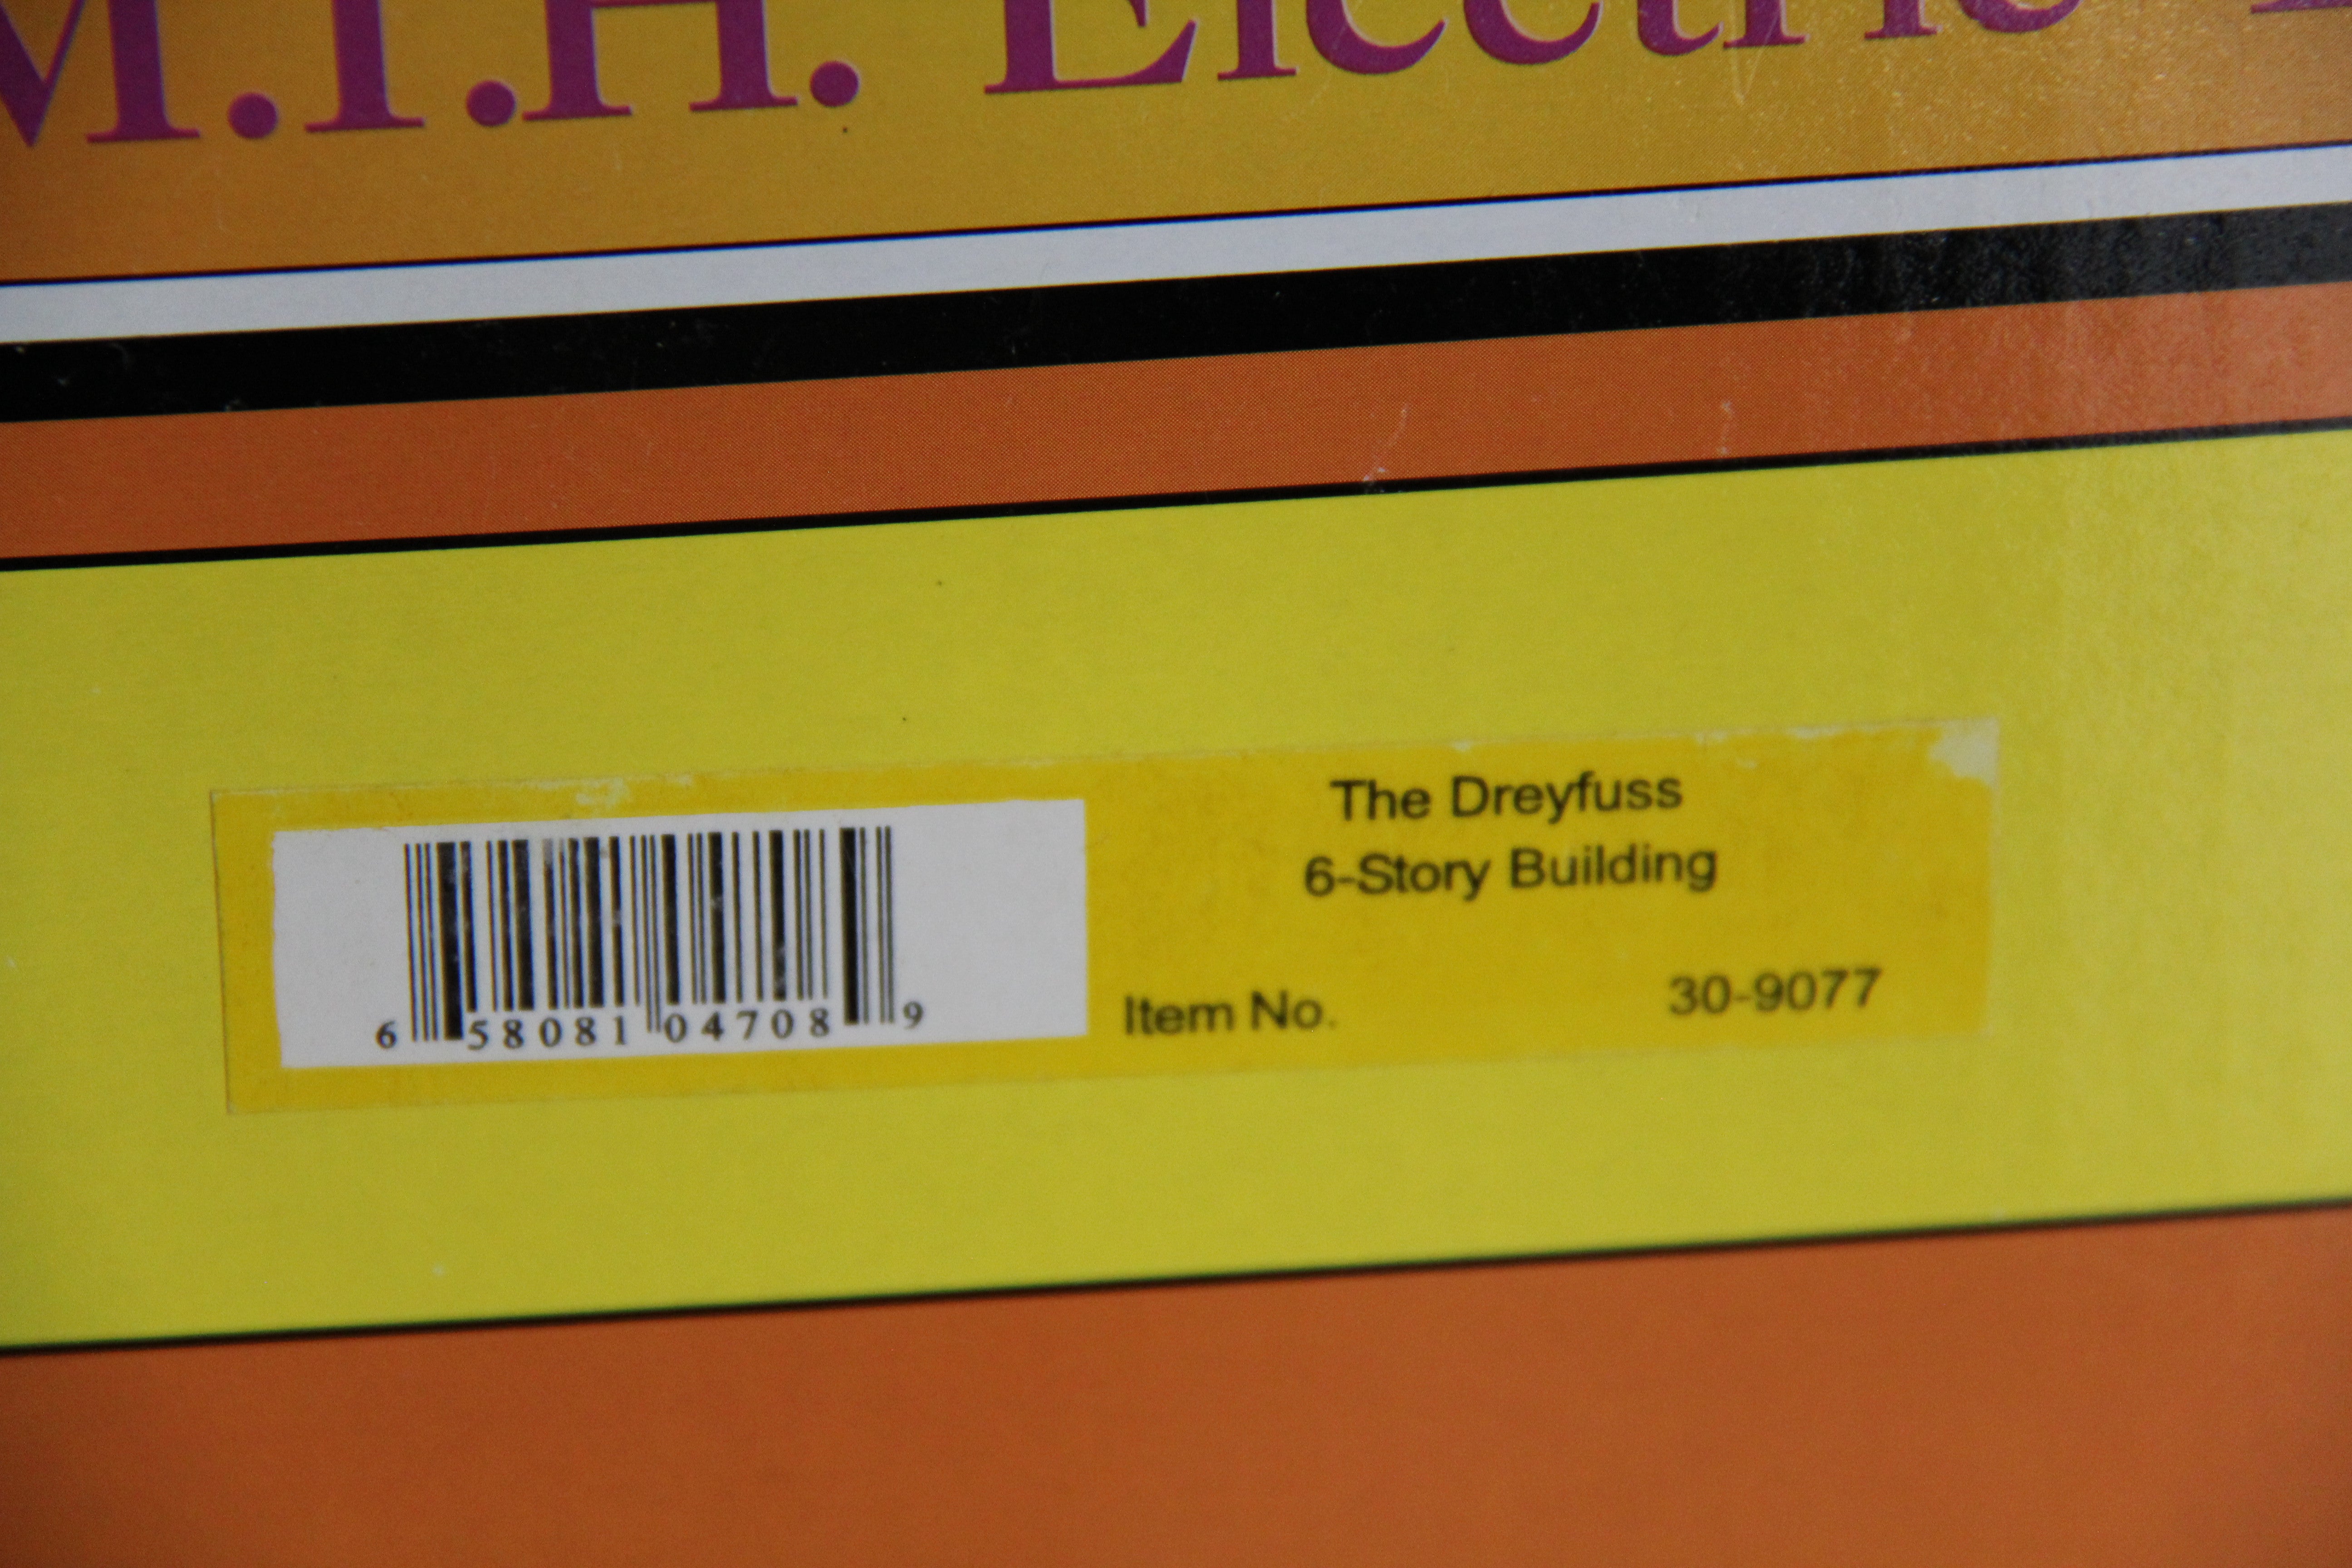 M.T.H. Electric
The Dreyfuss
6-Story Building
Item No. 30-9077
6 58081 04708 9